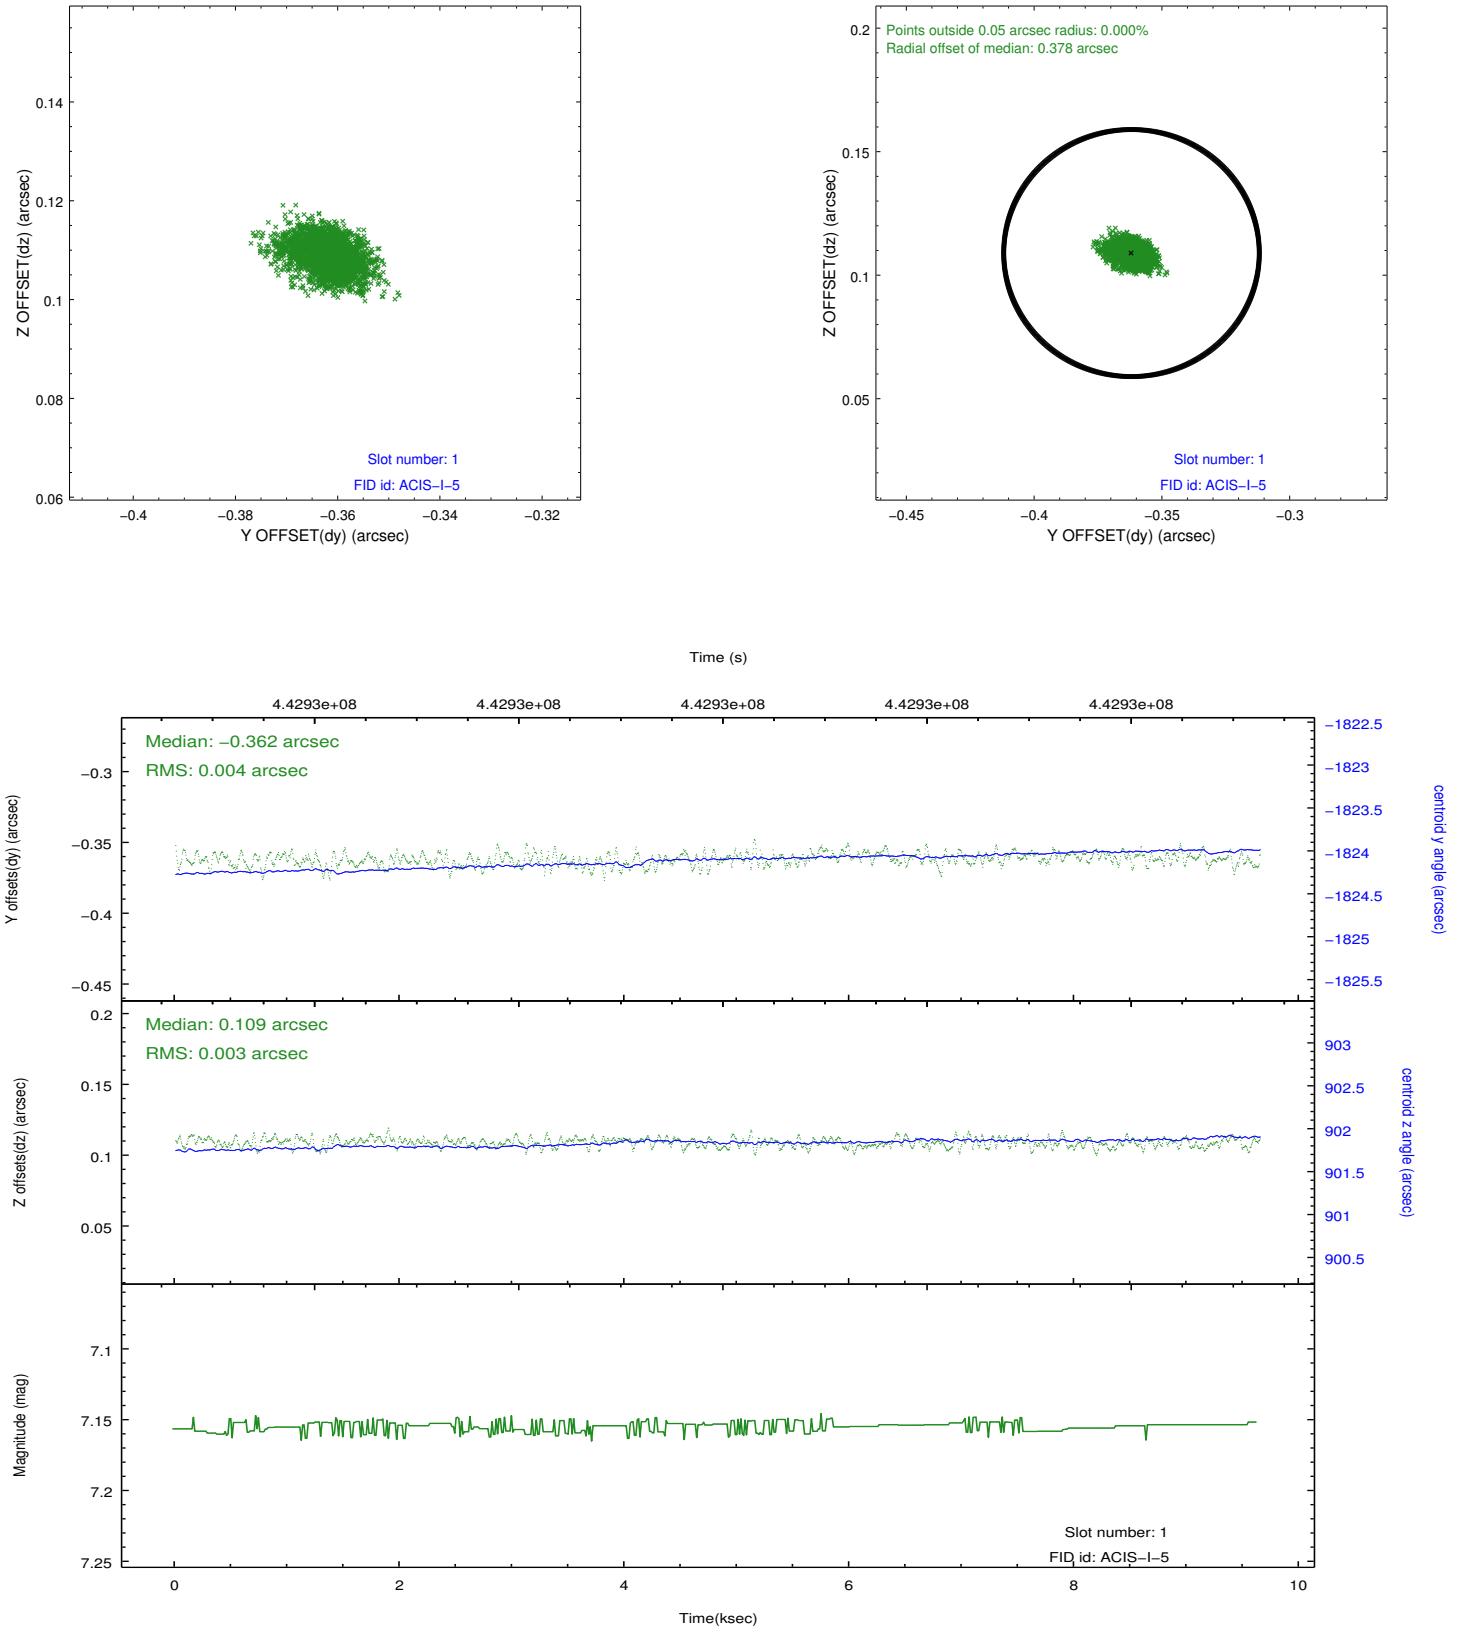 0.14
0.12
0.1
0.08
0.06
Z OFFSET(dz) (arcsec)
Slot number: 1
FID id: ACIS−I−5
−0.4
−0.38
−0.36
−0.34
−0.32
Y OFFSET(dy) (arcsec)
Points outside 0.05 arcsec radius: 0.000%
Radial offset of median: 0.378 arcsec
0.2
0.15
0.1
0.05
Z OFFSET(dz) (arcsec)
Slot number: 1
FID id: ACIS−I−5
−0.45
−0.4
−0.35
−0.3
Y OFFSET(dy) (arcsec)
Time (s)
4.4293e+08
4.4293e+08
4.4293e+08
4.4293e+08
4.4293e+08
Median: −0.362 arcsec
RMS: 0.004 arcsec
−0.3
−0.35
−0.4
−0.45
Y offsets(dy) (arcsec)
−1822.5
−1823
−1823.5
−1824
−1824.5
−1825
−1825.5
centroid y angle (arcsec)
Median: 0.109 arcsec
RMS: 0.003 arcsec
0.2
0.15
0.1
0.05
Z offsets(dz) (arcsec)
903
902.5
902
901.5
901
900.5
centroid z angle (arcsec)
7.1
7.15
7.2
7.25
Magnitude (mag)
Slot number: 1
FID id: ACIS−I−5
0
2
4
6
8
10
Time(ksec)